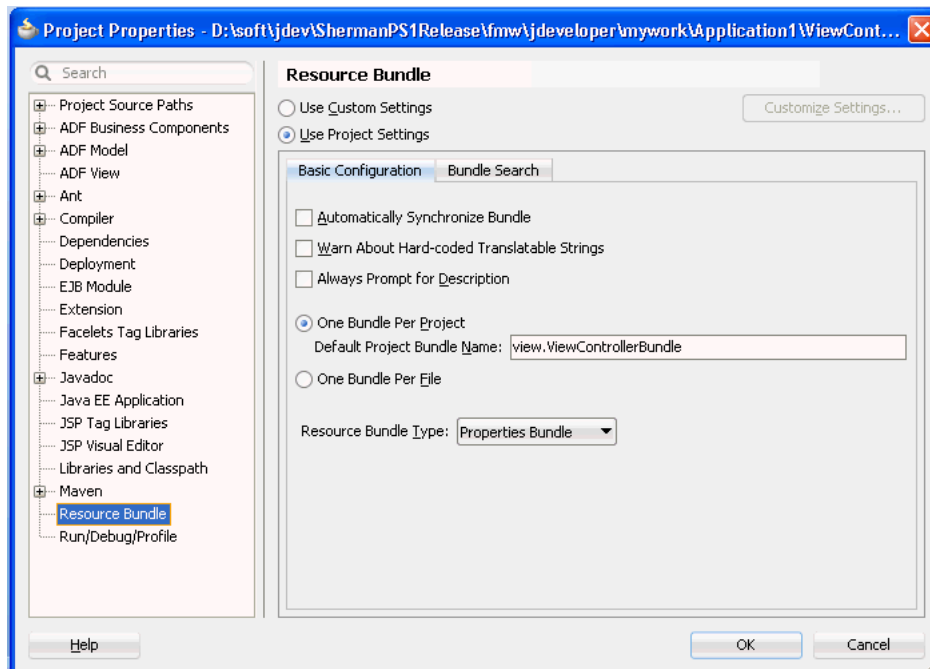 Project Properties - D:\soft\jdev\ShermanPS1Release\fmw\jdeveloper\mywork\Application1\ViewCont...
Search
Project Source Paths
ADF Business Components
ADF Model
ADF View
Ant
Compiler
Dependencies
Deployment
EJB Module
Extension
Facelets Tag Libraries
Features
Javadoc
Java EE Application
JSP Tag Libraries
JSP Visual Editor
Libraries and Classpath
Maven
Resource Bundle
Run/Debug/Profile
Resource Bundle
Use Custom Settings
Customize Settings...
Use Project Settings
Basic Configuration
Bundle Search
Automatically Synchronize Bundle
Warn About Hard-coded Translatable Strings
Always Prompt for Description
One Bundle Per Project
Default Project Bundle Name: view.ViewControllerBundle
One Bundle Per File
Resource Bundle Type: Properties Bundle
Help
OK
Cancel